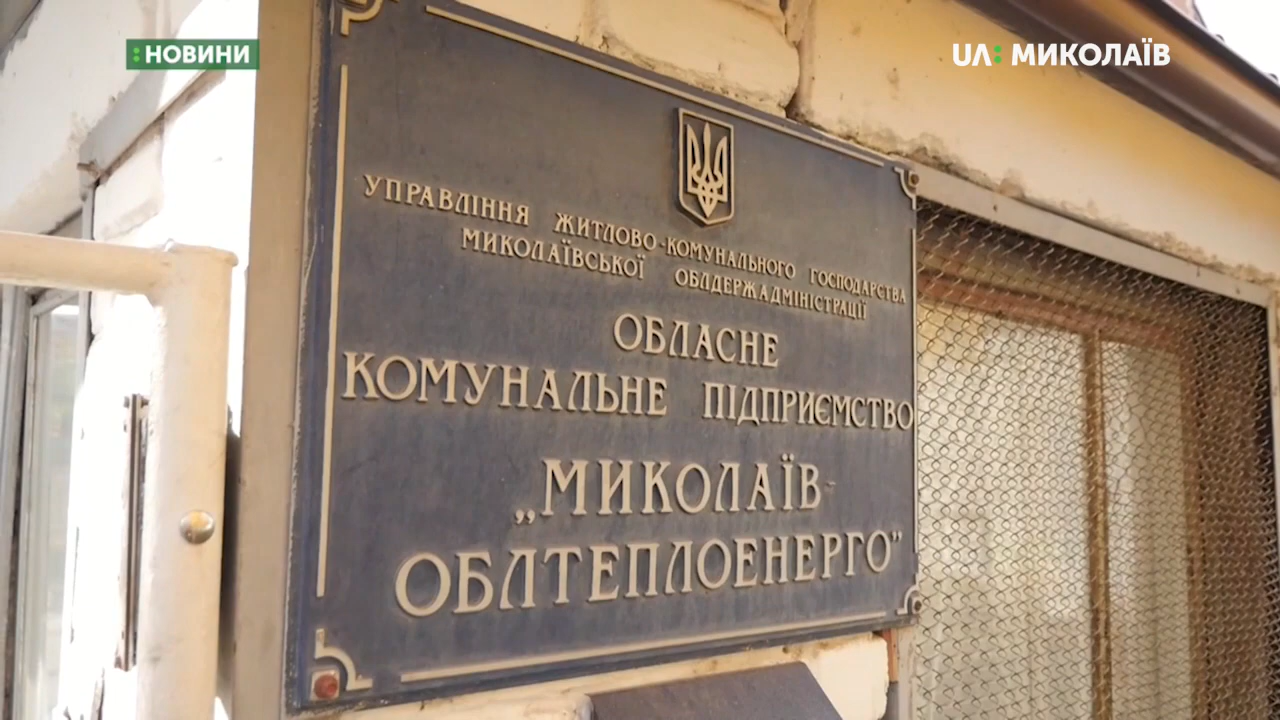 :НОВИНИ
UA: МИКОЛАЇВ
УПРАВЛІННЯ ЖИТЛОВО-КОМУНАЛЬНОГО ГОСПОДАРСТВА
МИКОЛАЇВСЬКОЇ ОБЛДЕРЖАДМІНІСТРАЦІЇ
ОБЛАСНЕ
КОМУНАЛЬНЕ ПІДПРИЄМСТВО
„МИКОЛАЇВ-
ОБЛТЕПЛОЕНЕРГО"